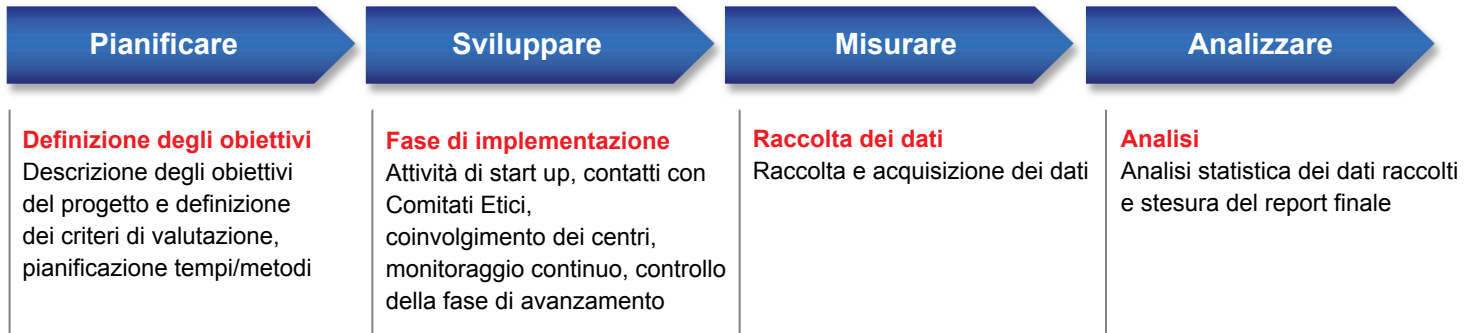 Pianificare
Sviluppare
Misurare
Analizzare
Definizione degli obiettivi
Descrizione degli obiettivi
del progetto e definizione
dei criteri di valutazione,
pianificazione tempi/metodi
Fase di implementazione
Attività di start up, contatti con
Comitati Etici,
coinvolgimento dei centri,
monitoraggio continuo, controllo
della fase di avanzamento
Raccolta dei dati
Raccolta e acquisizione dei dati
Analisi
Analisi statistica dei dati raccolti
e stesura del report finale